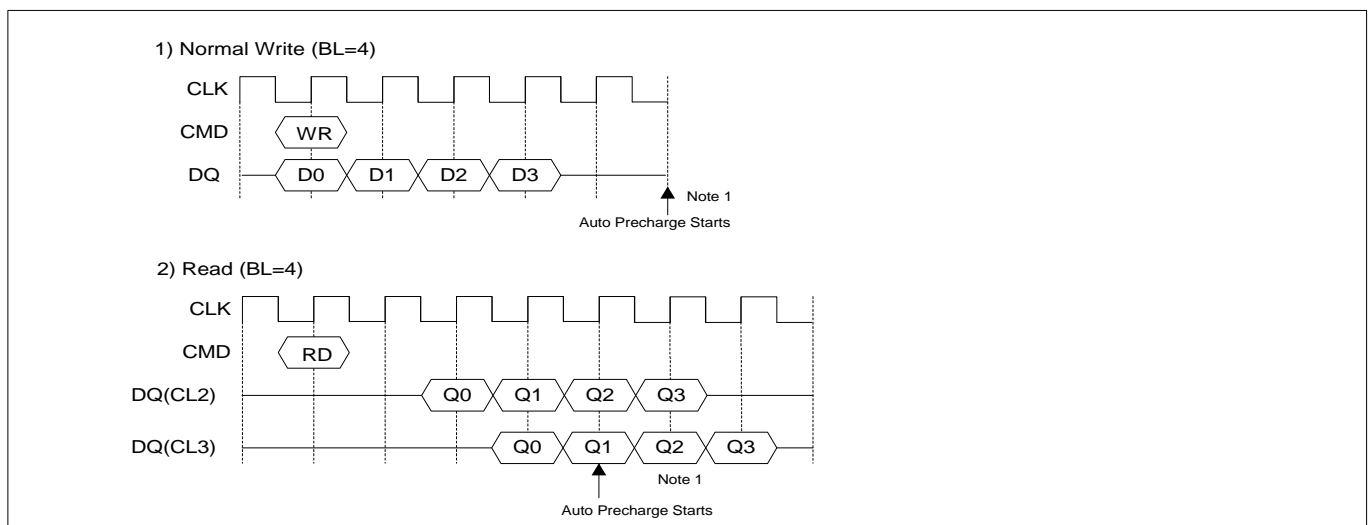 1) Normal Write (BL=4)
CLK
CMD WR
DQ D0 D1 D2 D3
Note 1
Auto Precharge Starts
2) Read (BL=4)
CLK
CMD RD
DQ(CL2) Q0 Q1 Q2 Q3
DQ(CL3) Q0 Q1 Q2 Q3
Note 1
Auto Precharge Starts